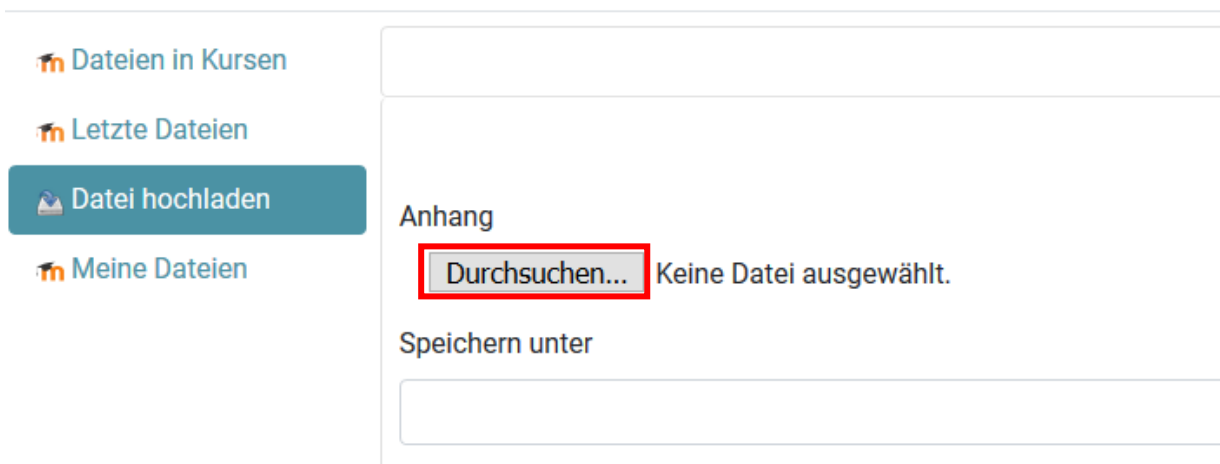 Dateien in Kursen
Letzte Dateien
Datei hochladen
Meine Dateien
Anhang
Durchsuchen... Keine Datei ausgewählt.
Speichern unter